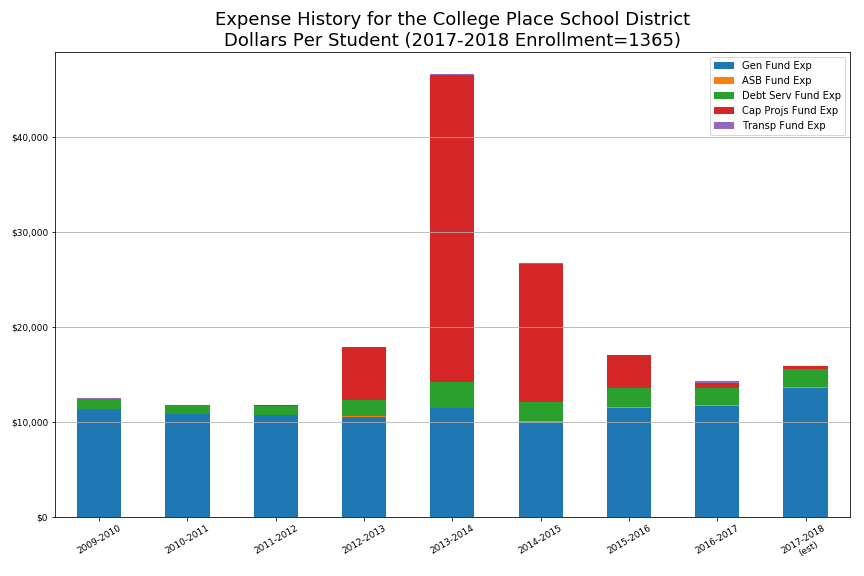 Expense History for the College Place School District
Dollars Per Student (2017-2018 Enrollment=1365)
Gen Fund Exp
ASB Fund Exp
Debt Serv Fund Exp
Cap Projs Fund Exp
Transp Fund Exp
$40,000
$30,000
$20,000
$10,000
$0
2009-2010
2010-2011
2011-2012
2012-2013
2013-2014
2014-2015
2015-2016
2016-2017
2017-2018
(est)